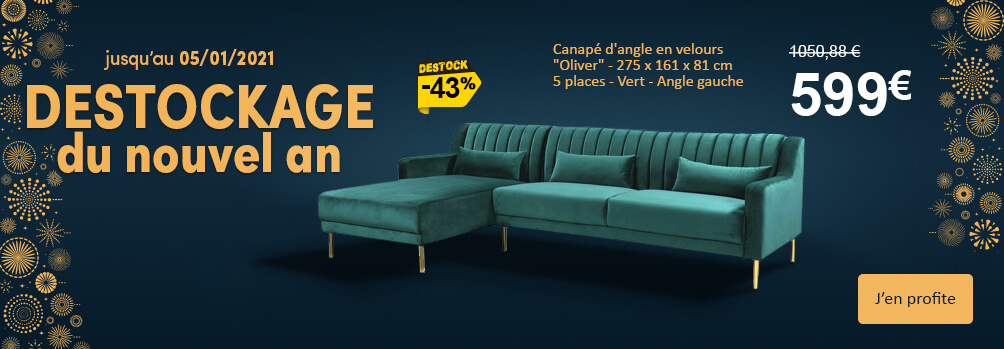 jusqu'au 05/01/2021
DESTOCKAGE
du nouvel an
DESTOCK
-43%
Canapé d'angle en velours
"Oliver" - 275 x 161 x 81 cm
5 places - Vert - Angle gauche
1050,88 €
599€
J'en profite